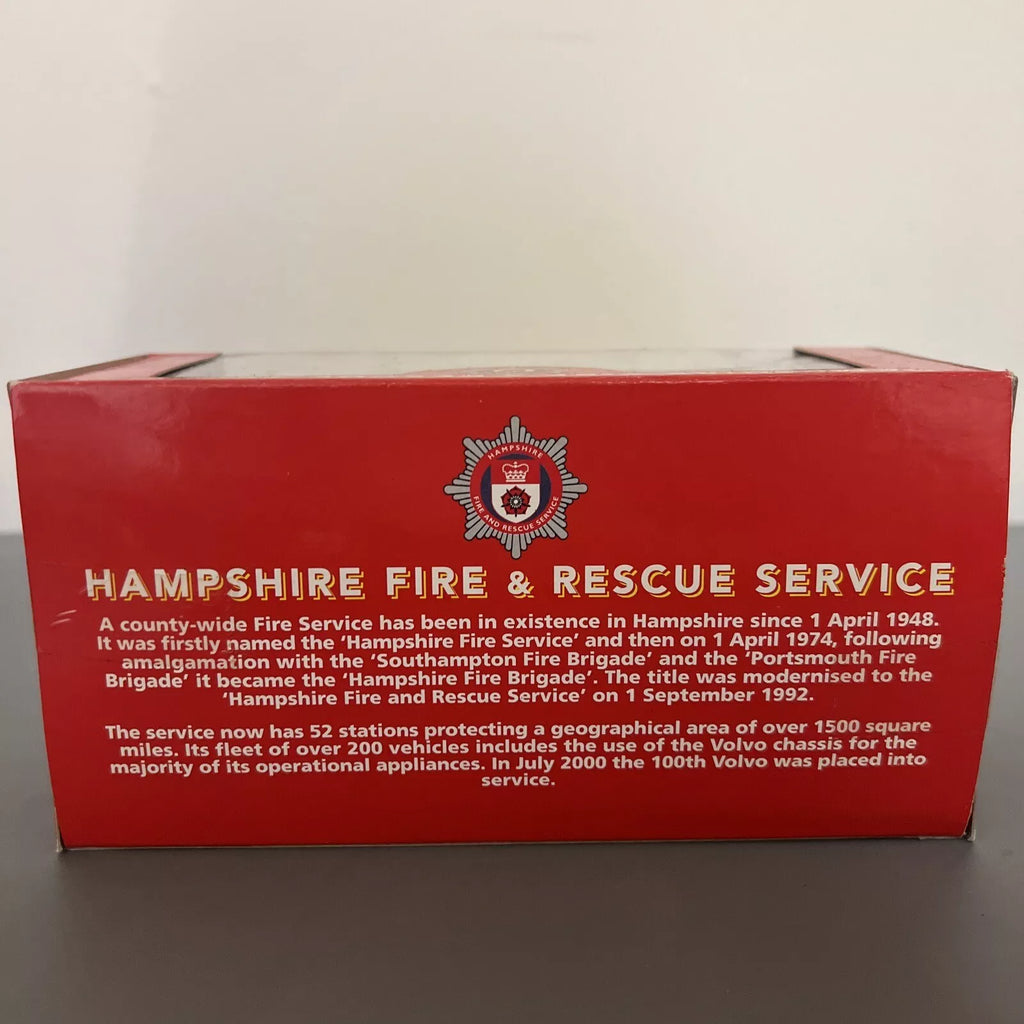 HAMPSHIRE
FIRE AND RESCUE SERVICE
HAMPSHIRE FIRE & RESCUE SERVICE
A county-wide Fire Service has been in existence in Hampshire since 1 April 1948.
It was firstly named the ‘Hampshire Fire Service’ and then on 1 April 1974, following
amalgamation with the ‘Southampton Fire Brigade’ and the ‘Portsmouth Fire
Brigade’ it became the ‘Hampshire Fire Brigade’. The title was modernised to the
‘Hampshire Fire and Rescue Service’ on 1 September 1992.
The service now has 52 stations protecting a geographical area of over 1500 square
miles. Its fleet of over 200 vehicles includes the use of the Volvo chassis for the
majority of its operational appliances. In July 2000 the 100th Volvo was placed into
service.